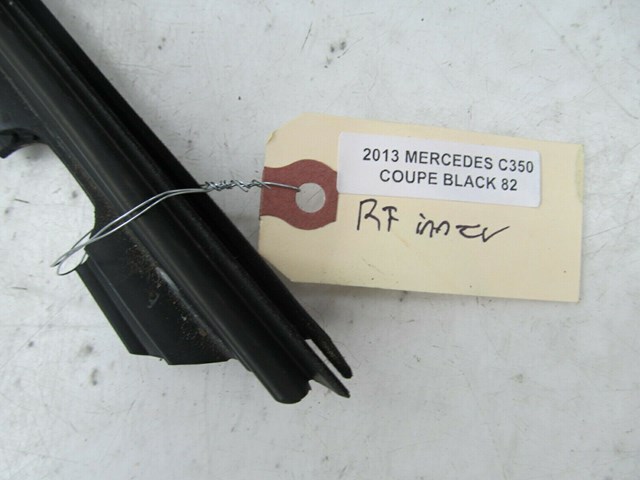 2013 MERCEDES C350
COUPE BLACK 82
RF inner